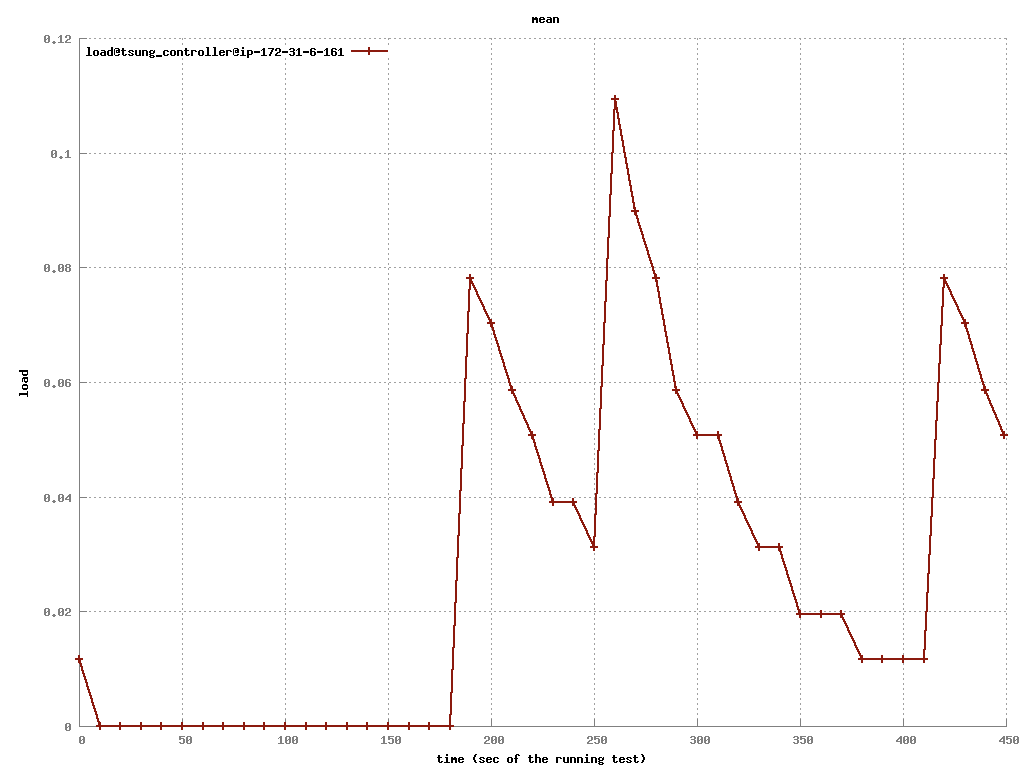 mean
load@tsung_controller@ip-172-31-6-161
0.12
0.1
0.08
0.06
0.04
0.02
0
load
0 50 100 150 200 250 300 350 400 450
time (sec of the running test)